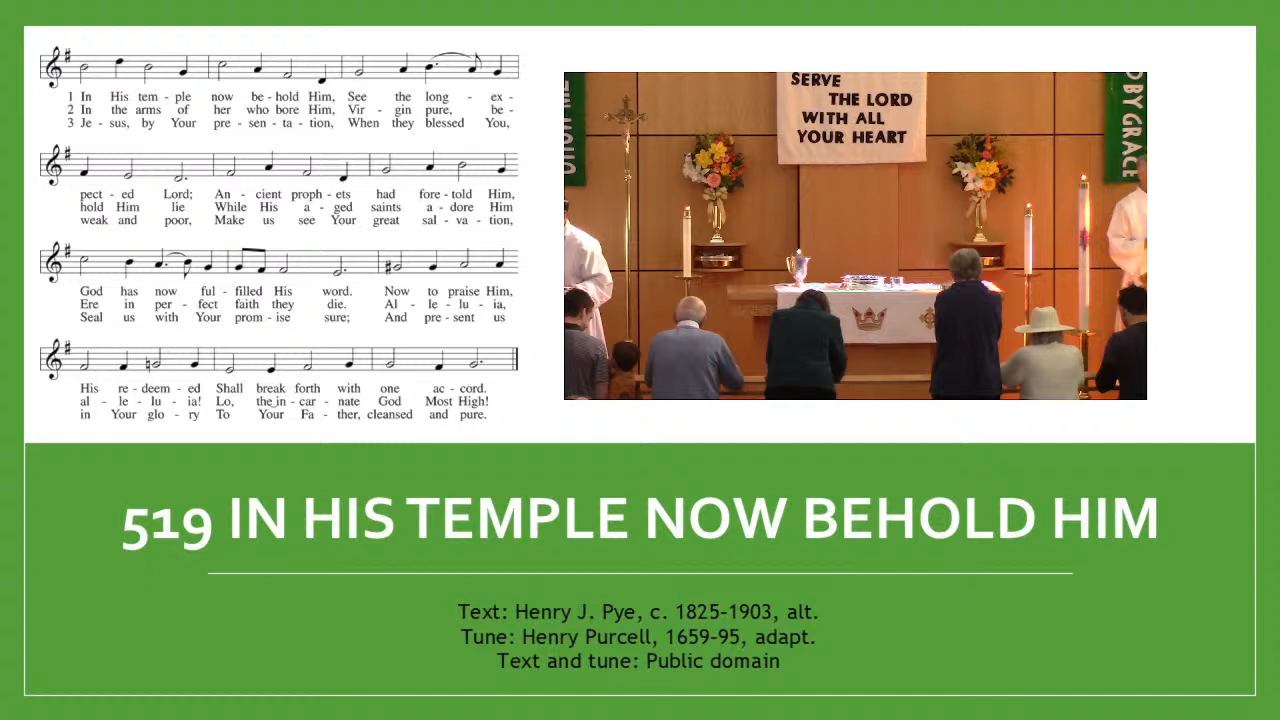 1 In His tem - ple now be - hold Him, See the long - ex -
2 In the arms of her who bore Him, Vir - gin pure, be -
3 Je - sus, by Your pre - sen - ta - tion, When they blessed You,
pect - ed Lord; An - cient proph - ets had fore - told Him,
hold Him lie While His a - ged saints a - dore Him
weak and poor, Make us see Your great sal - va - tion,
God has now ful - filled His word. Now to praise Him,
Ere in per - fect faith they die. Al - le - lu - ia,
Seal us with Your prom - ise sure; And pre - sent us
His re - deem - ed Shall break forth with one ac - cord.
al - le - lu - ia! Lo, the in - car - nate God Most High!
in Your glo - ry To Your Fa - ther, cleansed and pure.
SERVE
THE LORD
WITH ALL
YOUR HEART
BY GRACE
519 IN HIS TEMPLE NOW BEHOLD HIM
Text: Henry J. Pye, c. 1825-1903, alt.
Tune: Henry Purcell, 1659-95, adapt.
Text and tune: Public domain